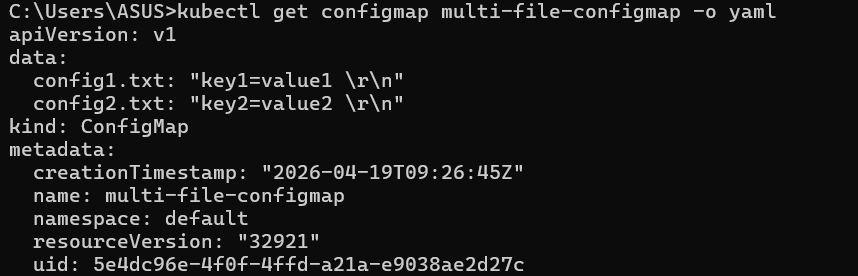 C:\Users\ASUS>kubectl get configmap multi-file-configmap -o yaml
apiVersion: v1
data:
  config1.txt: "key1=value1 \r\n"
  config2.txt: "key2=value2 \r\n"
kind: ConfigMap
metadata:
  creationTimestamp: "2026-04-19T09:26:45Z"
  name: multi-file-configmap
  namespace: default
  resourceVersion: "32921"
  uid: 5e4dc96e-4f0f-4ffd-a21a-e9038ae2d27c